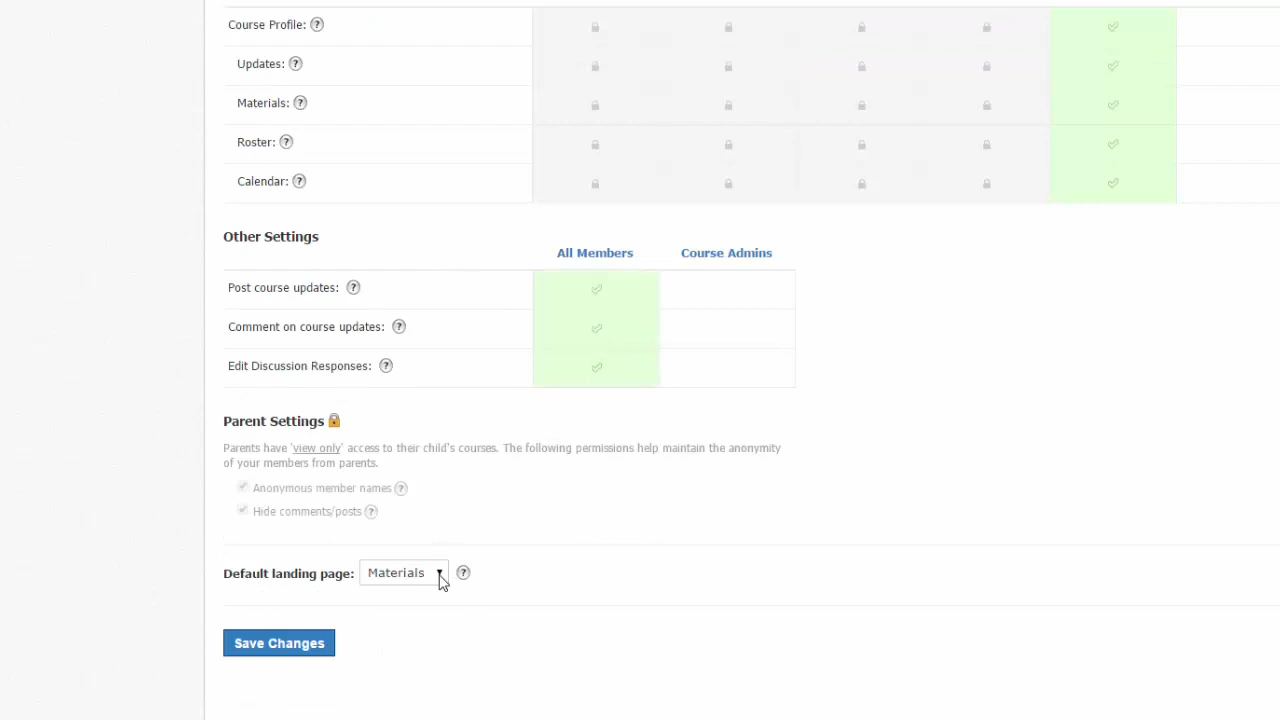 Course Profile: ?
Updates: ?
Materials: ?
Roster: ?
Calendar: ?
Other Settings
All Members Course Admins
Post course updates: ?
Comment on course updates: ?
Edit Discussion Responses: ?
Parent Settings
Parents have 'view only' access to their child's courses. The following permissions help maintain the anonymity
of your members from parents.
Anonymous member names ?
Hide comments/posts ?
Default landing page: Materials ?
Save Changes